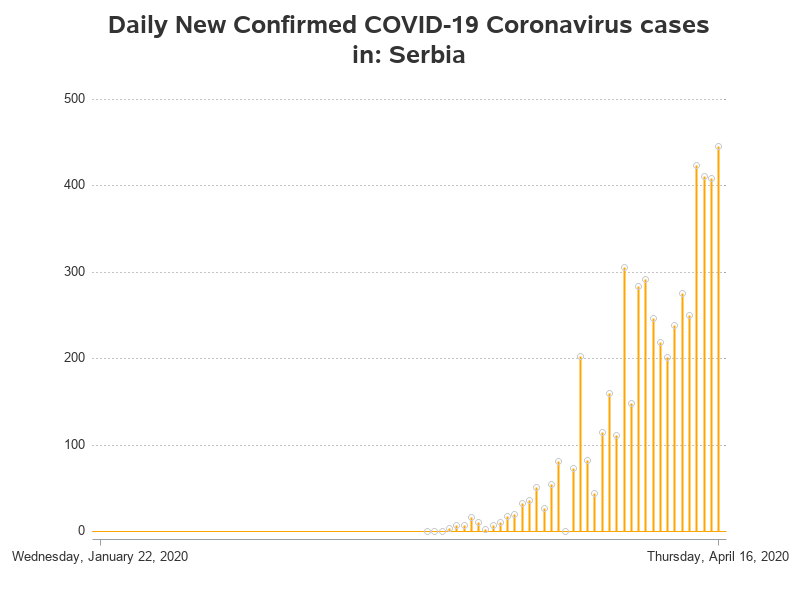 Daily New Confirmed COVID-19 Coronavirus cases
in: Serbia
500
400
300
200
100
0
Wednesday, January 22, 2020
Thursday, April 16, 2020